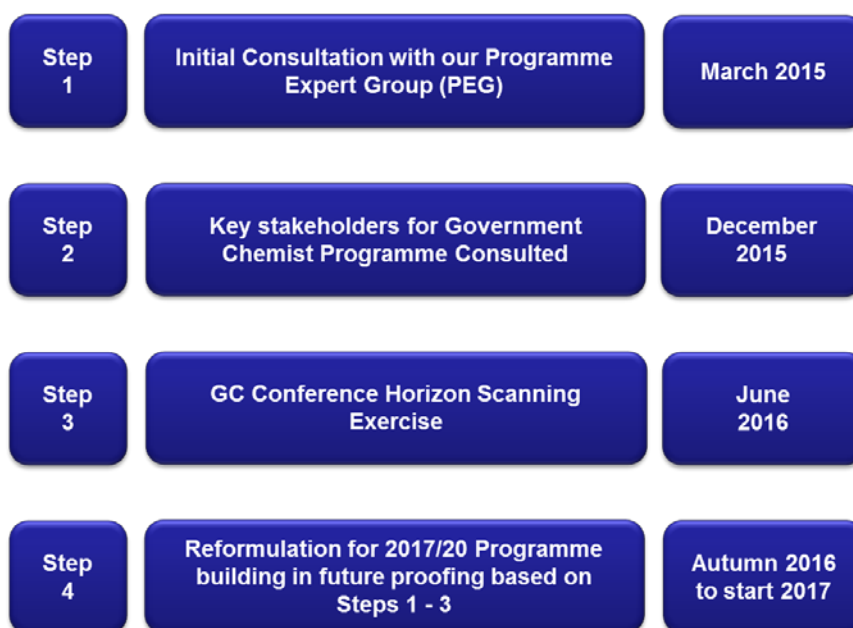 Step
1
Initial Consultation with our Programme
Expert Group (PEG)
March 2015
Step
2
Key stakeholders for Government
Chemist Programme Consulted
December
2015
Step
3
GC Conference Horizon Scanning
Exercise
June
2016
Step
4
Reformulation for 2017/20 Programme
building in future proofing based on
Steps 1 - 3
Autumn 2016
to start 2017